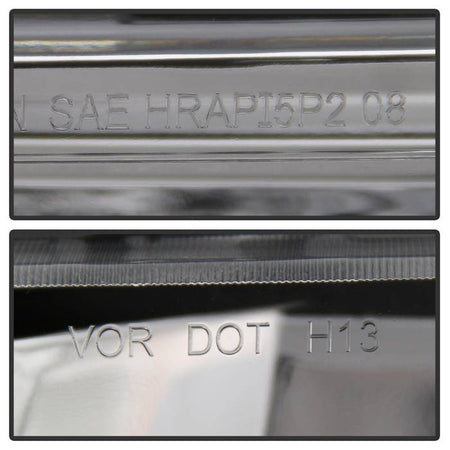 N SAE HRAPI5P2 08
VOR DOT H13